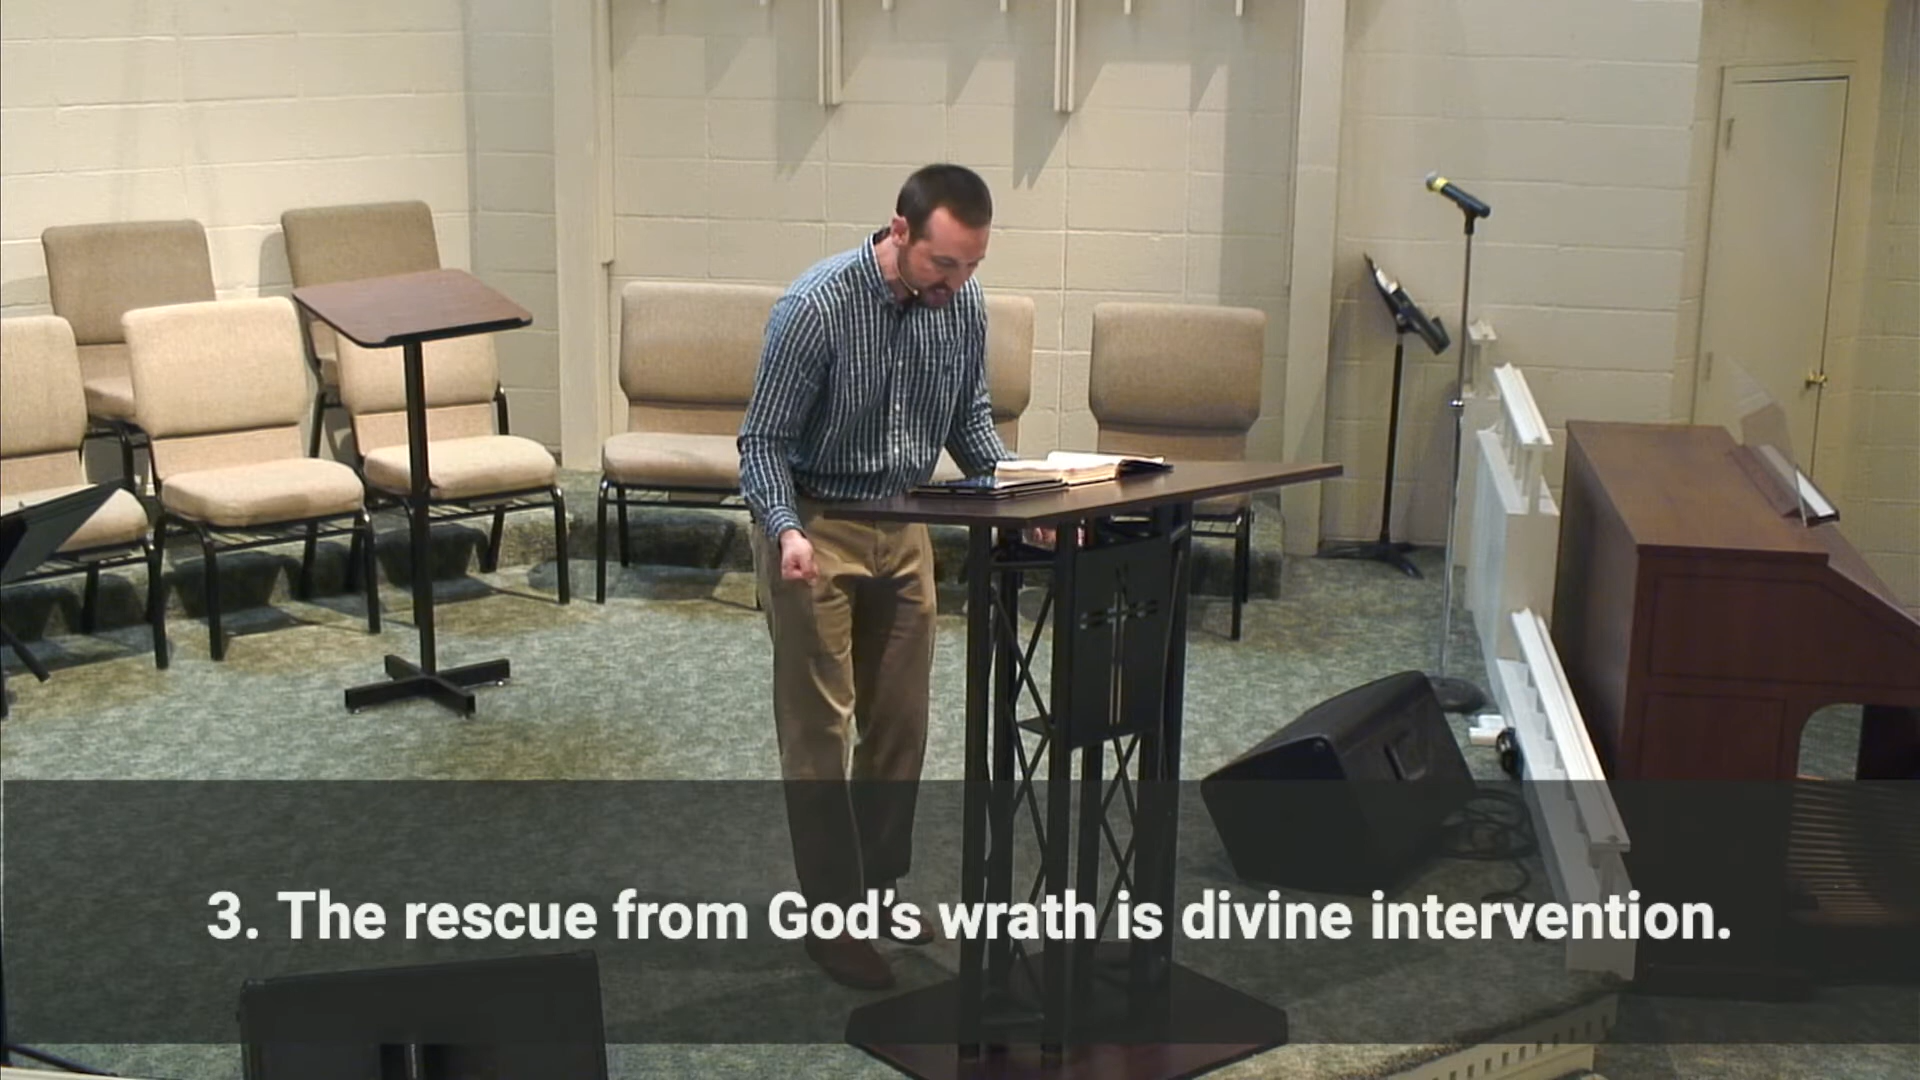 3. The rescue from God’s wrath is divine intervention.